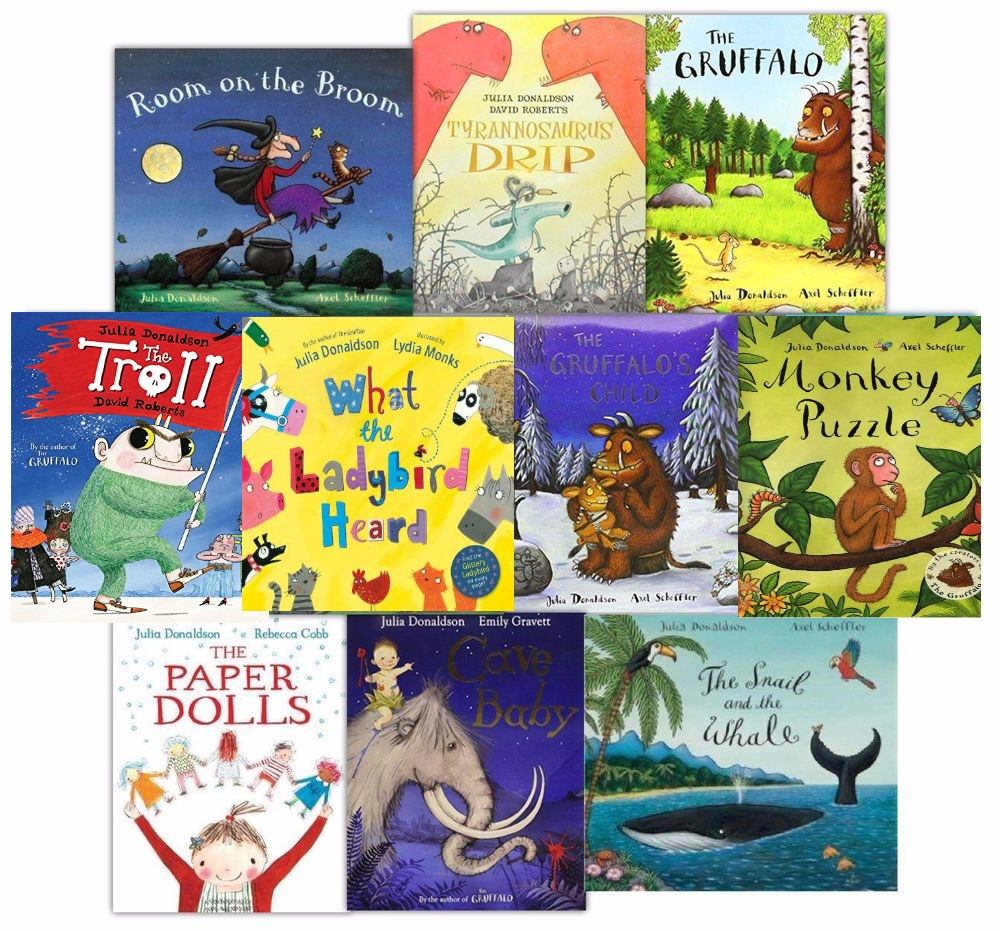 Room on the Broom
Julia Donaldson Axel Scheffler
JULIA DONALDSON
DAVID ROBERTS
TYRANNOSAURUS
DRIP
THE
GRUFFALO
Julia Donaldson Axel Scheffler
Julia Donaldson
The
Troll
David Roberts
By the author of
THE
GRUFFALO
By the author of The Gruffalo
Julia Donaldson
illustrated by
Lydia Monks
What
the
Ladybird
Heard
Find the
Glittery
Ladybird
on every
page!
THE
GRUFFALO'S
CHILD
Julia Donaldson Axel Scheffler
Julia Donaldson Axel Scheffler
Monkey
Puzzle
By the creators
of The Gruffalo
Julia Donaldson Rebecca Cobb
THE
PAPER
DOLLS
Julia Donaldson Emily Gravett
Cave
Baby
By the author of THE GRUFFALO
Julia Donaldson Axel Scheffler
The Snail
and the
Whale